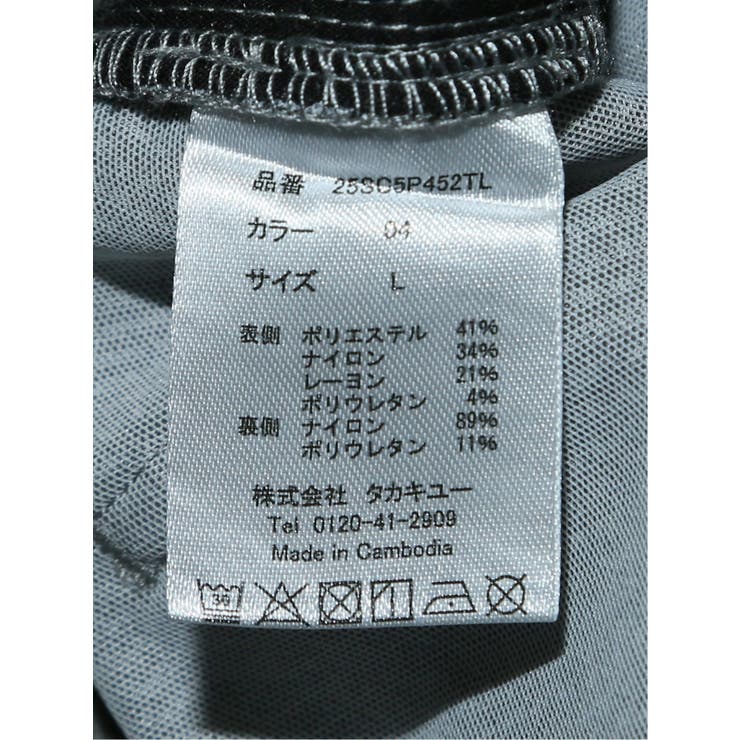 品番 25SC5P452TL
カラー 04
サイズ L
表側 ポリエステル 41%
ナイロン 34%
レーヨン 21%
ポリウレタン 4%
裏側 ナイロン 89%
ポリウレタン 11%
株式会社 タカキユー
Tel 0120-41-2909
Made in Cambodia